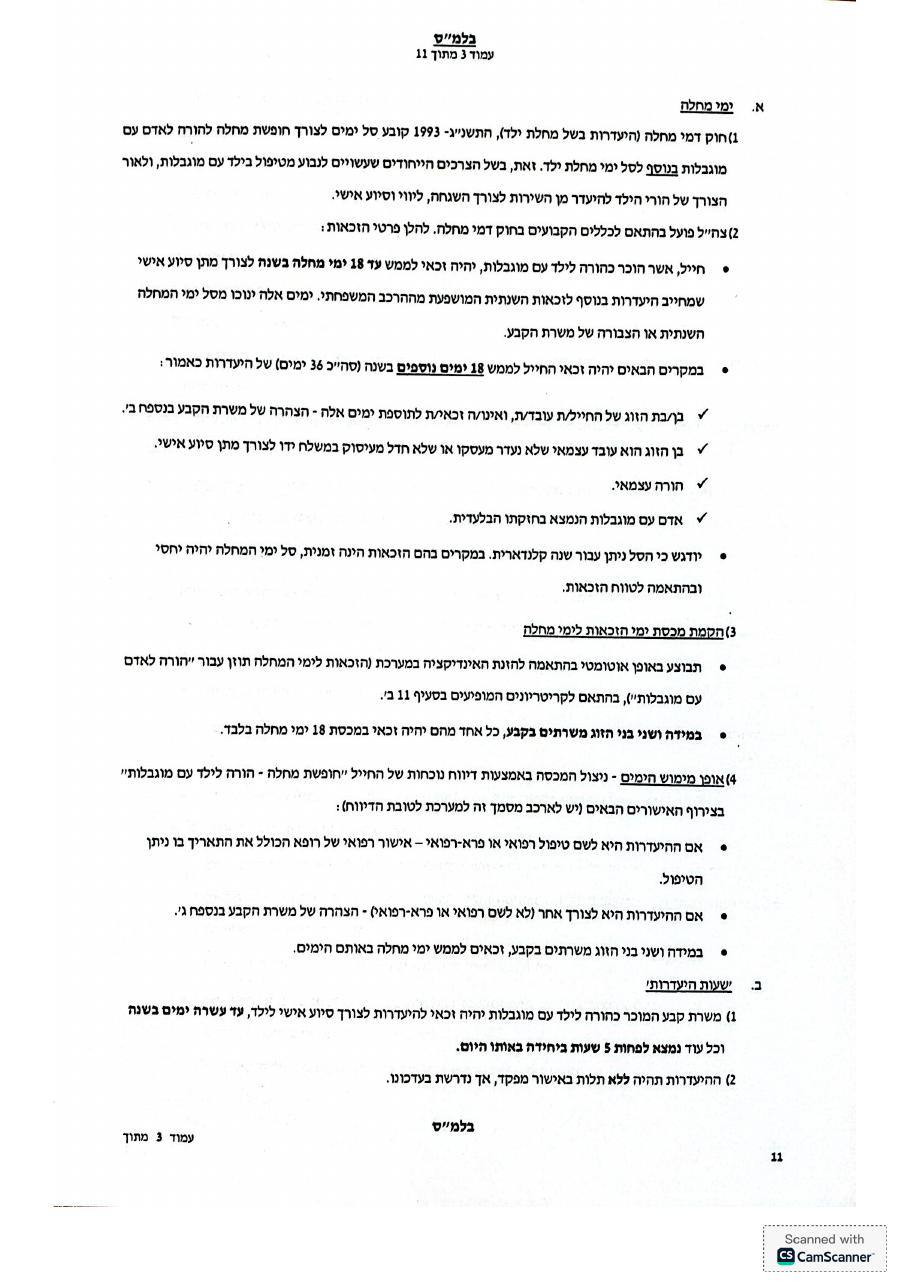 בלמ"ס
עמוד 3 מתוך 11
א. ימי מחלה
1) חוק דמי מחלה (היעדרות בשל מחלת ילד), התשנ"ג- 1993 קובע סל ימים לצורך חופשת מחלה להורה לאדם עם
מוגבלות בנוסף לסל ימי מחלת ילד. זאת, בשל הצרכים הייחודים שעשויים לנבוע מטיפול בילד עם מוגבלות, ולאור
הצורך של הורי הילד להיעדר מן השירות לצורך השגחה, ליווי וסיוע אישי.
2) צה"ל פועל בהתאם לכללים הקבועים בחוק דמי מחלה. להלן פרטי הזכאות:
• חייל, אשר הוכר כהורה לילד עם מוגבלות, יהיה זכאי לממש עד 18 ימי מחלה בשנה לצורך מתן סיוע אישי
שמחייב היעדרות בנוסף לזכאות השנתית המושפעת מההרכב המשפחתי. ימים אלה ינוכו מסל ימי המחלה
השנתית או הצבורה של משרת הקבע.
• במקרים הבאים יהיה זכאי החייל לממש 18 ימים נוספים בשנה (סה"כ 36 ימים) של היעדרות כאמור:
✓ בן/בת הזוג של החייל/ת עובד/ת, ואינו/ה זכאי/ת לתוספת ימים אלה - הצהרה של משרת הקבע בנספח ב'.
✓ בן הזוג הוא עובד עצמאי שלא נעדר מעסקו או שלא חדל מעיסוק במשלח ידו לצורך מתן סיוע אישי.
✓ הורה עצמאי.
✓ אדם עם מוגבלות הנמצא בחזקתו הבלעדית.
• יודגש כי הסל ניתן עבור שנה קלנדארית. במקרים בהם הזכאות הינה זמנית, סל ימי המחלה יהיה יחסי
ובהתאמה לטווח הזכאות.
3) הקמת מכסת ימי הזכאות לימי מחלה
• תבוצע באופן אוטומטי בהתאמה להזנת האינדיקציה במערכת (הזכאות לימי המחלה תוזן עבור "הורה לאדם
עם מוגבלות"), בהתאם לקריטריונים המופיעים בסעיף 11 ב'.
• במידה ושני בני הזוג משרתים בקבע, כל אחד מהם יהיה זכאי במכסת 18 ימי מחלה בלבד.
4) אופן מימוש הימים - ניצול המכסה באמצעות דיווח נוכחות של החייל "חופשת מחלה - הורה לילד עם מוגבלות"
בצירוף האישורים הבאים (יש לארכב מסמך זה למערכת לטובת הדיווח):
• אם ההיעדרות היא לשם טיפול רפואי או פרא-רפואי – אישור רפואי של רופא הכולל את התאריך בו ניתן
הטיפול.
• אם ההיעדרות היא לצורך אחר (לא לשם רפואי או פרא-רפואי) - הצהרה של משרת הקבע בנספח ג'.
• במידה ושני בני הזוג משרתים בקבע, זכאים לממש ימי מחלה באותם הימים.
ב. 'שעות היעדרות'
1) משרת קבע המוכר כהורה לילד עם מוגבלות יהיה זכאי להיעדרות לצורך סיוע אישי לילד, עד עשרה ימים בשנה
וכל עוד נמצא לפחות 5 שעות ביחידה באותו היום.
2) ההיעדרות תהיה ללא תלות באישור מפקד, אך נדרשת בעדכונו.
בלמ"ס
עמוד 3 מתוך
11
Scanned with
CS CamScanner